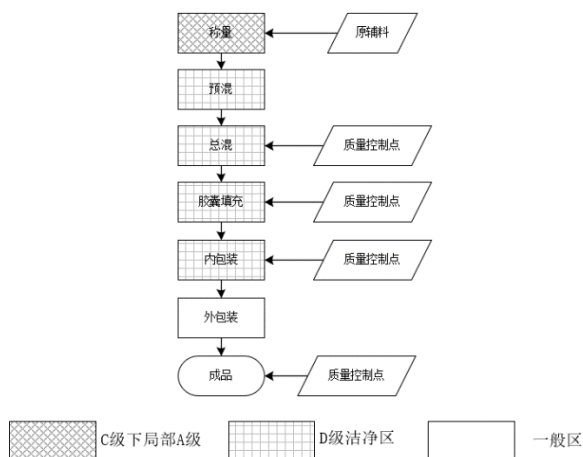 称量
原辅料
预混
总混
质量控制点
胶囊填充
质量控制点
内包装
质量控制点
外包装
成品
质量控制点
C级下局部A级
D级洁净区
一般区